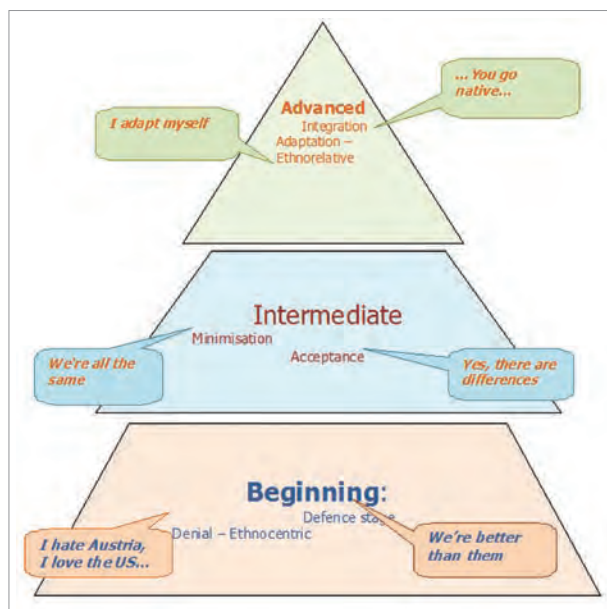 ... You go
native...
Advanced
I adapt myself
Integration
Adaptation –
Ethnorelative
Intermediate
Minimisation
We're all the
same
Acceptance
Yes, there are
differences
Beginning:
Defence stage
Denial – Ethnocentric
I hate Austria,
I love the US...
We're better
than them